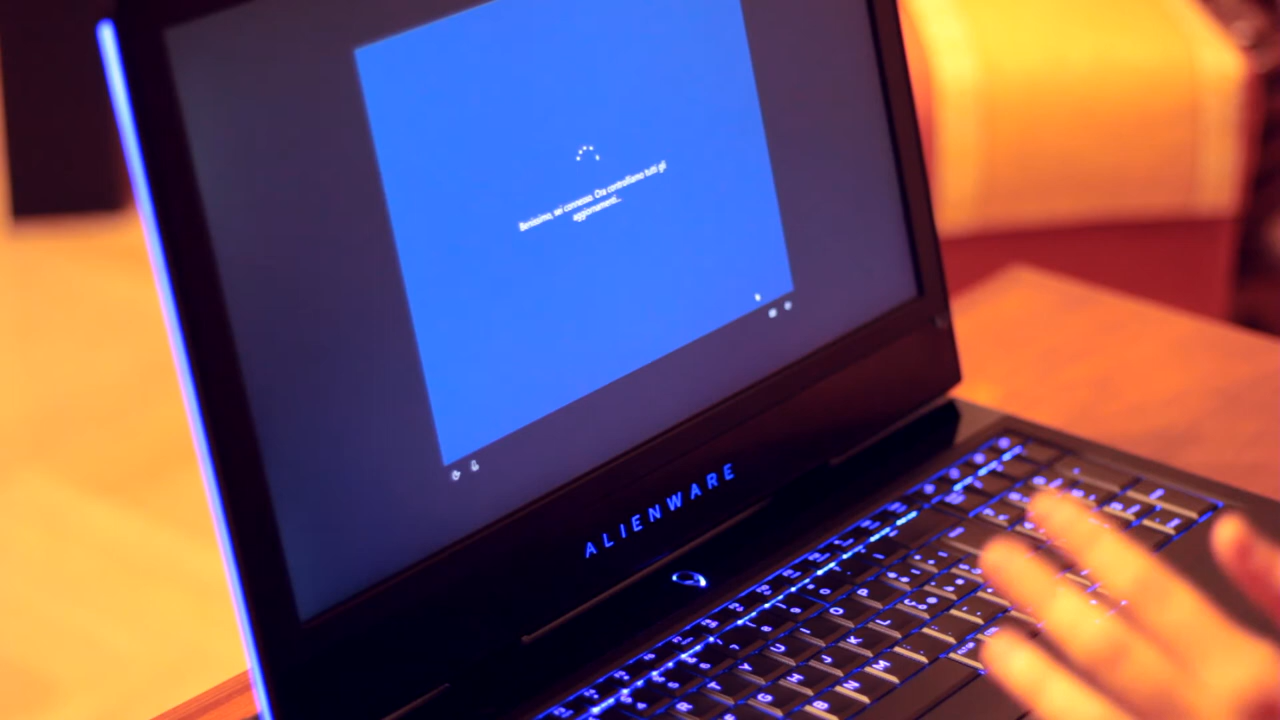 Benissimo, sei connesso. Ora controlliamo tutti gli
aggiornamenti...
ALIENWARE
R T Y U I O P
F G H J K L
B N M